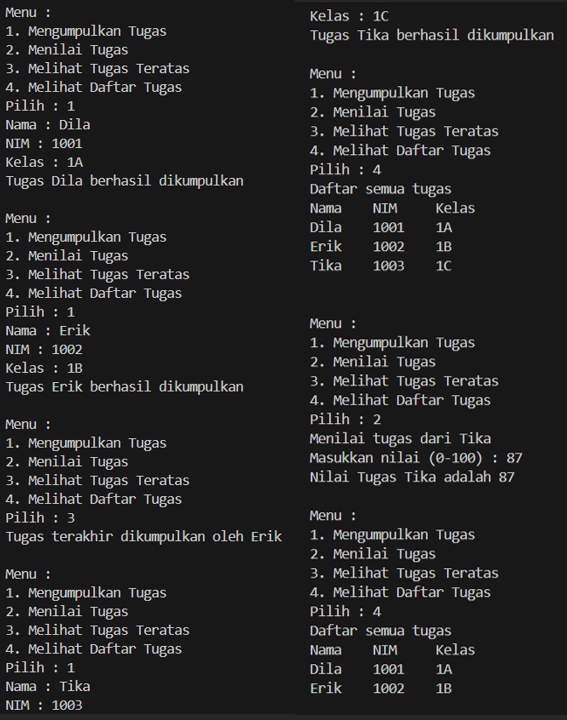 Menu :
1. Mengumpulkan Tugas
2. Menilai Tugas
3. Melihat Tugas Teratas
4. Melihat Daftar Tugas
Pilih : 1
Nama : Dila
NIM : 1001
Kelas : 1A
Tugas Dila berhasil dikumpulkan

Menu :
1. Mengumpulkan Tugas
2. Menilai Tugas
3. Melihat Tugas Teratas
4. Melihat Daftar Tugas
Pilih : 1
Nama : Erik
NIM : 1002
Kelas : 1B
Tugas Erik berhasil dikumpulkan

Menu :
1. Mengumpulkan Tugas
2. Menilai Tugas
3. Melihat Tugas Teratas
4. Melihat Daftar Tugas
Pilih : 3
Tugas terakhir dikumpulkan oleh Erik

Menu :
1. Mengumpulkan Tugas
2. Menilai Tugas
3. Melihat Tugas Teratas
4. Melihat Daftar Tugas
Pilih : 1
Nama : Tika
NIM : 1003
Kelas : 1C
Tugas Tika berhasil dikumpulkan

Menu :
1. Mengumpulkan Tugas
2. Menilai Tugas
3. Melihat Tugas Teratas
4. Melihat Daftar Tugas
Pilih : 4
Daftar semua tugas
Nama NIM Kelas
Dila 1001 1A
Erik 1002 1B
Tika 1003 1C

Menu :
1. Mengumpulkan Tugas
2. Menilai Tugas
3. Melihat Tugas Teratas
4. Melihat Daftar Tugas
Pilih : 2
Menilai tugas dari Tika
Masukkan nilai (0-100) : 87
Nilai Tugas Tika adalah 87

Menu :
1. Mengumpulkan Tugas
2. Menilai Tugas
3. Melihat Tugas Teratas
4. Melihat Daftar Tugas
Pilih : 4
Daftar semua tugas
Nama NIM Kelas
Dila 1001 1A
Erik 1002 1B